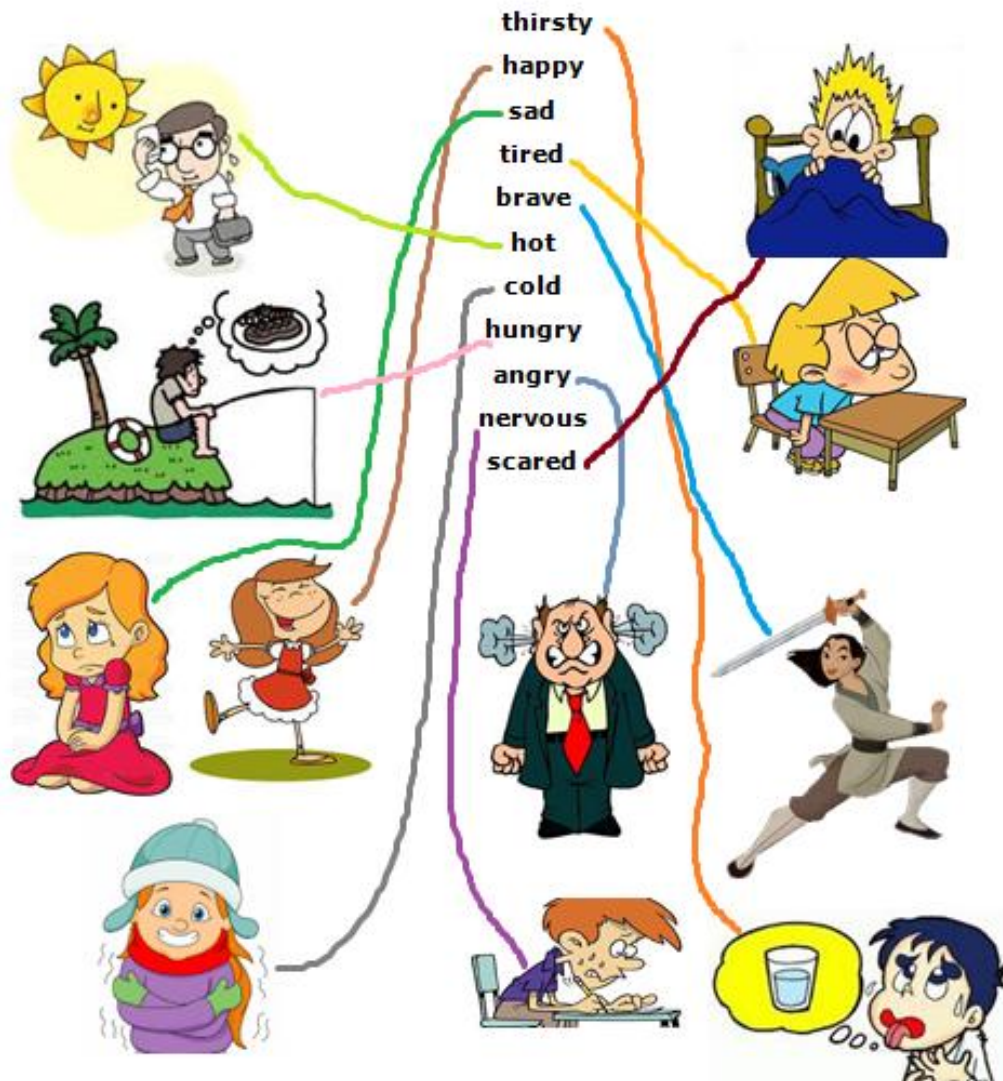 thirsty
happy
sad
tired
brave
hot
cold
hungry
angry
nervous
scared